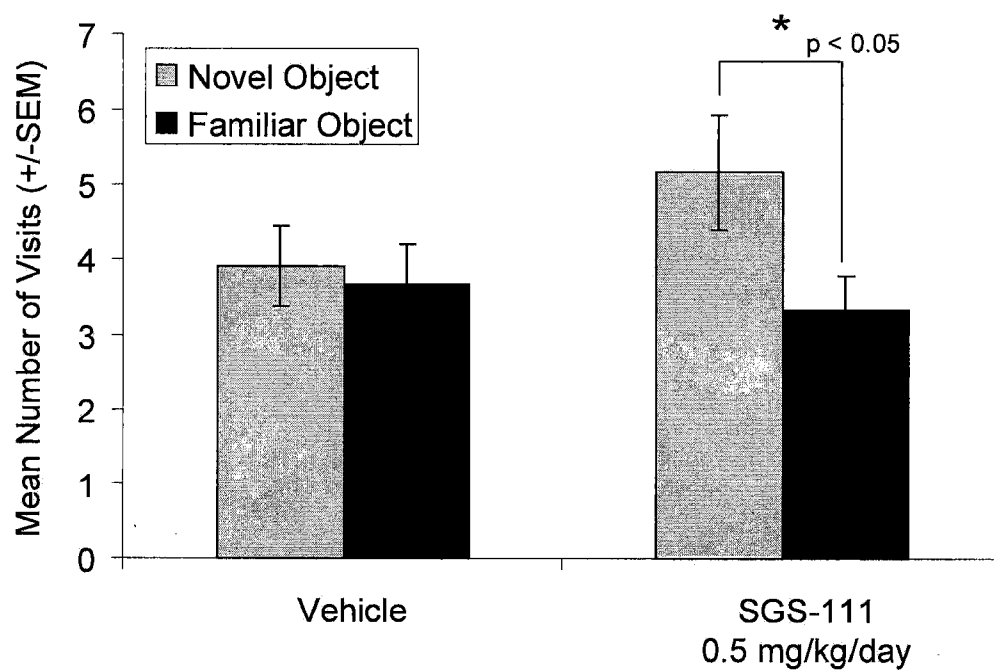 Mean Number of Visits (+/-SEM)
7
6
5
4
3
2
1
0
Novel Object
Familiar Object
*
p < 0.05
Vehicle
SGS-111
0.5 mg/kg/day